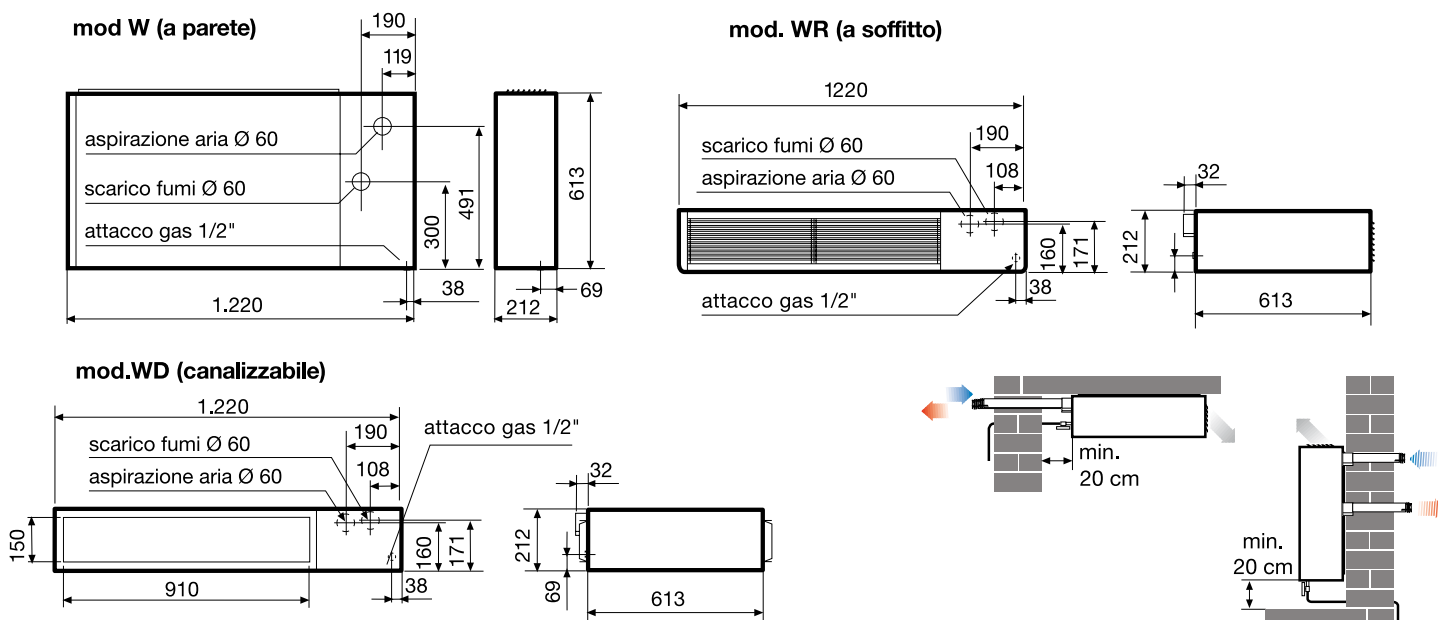 mod W (a parete)
190
119
aspirazione aria Ø 60
scarico fumi Ø 60
attacco gas 1/2"
300
491
613
38
1.220
69
212
mod. WR (a soffitto)
1220
190
scarico fumi Ø 60
aspirazione aria Ø 60
108
160
171
38
attacco gas 1/2"
32
212
613
mod.WD (canalizzabile)
1.220
190
attacco gas 1/2"
scarico fumi Ø 60
aspirazione aria Ø 60
108
150
160
171
910
38
32
212
69
613
min.
20 cm
min.
20 cm